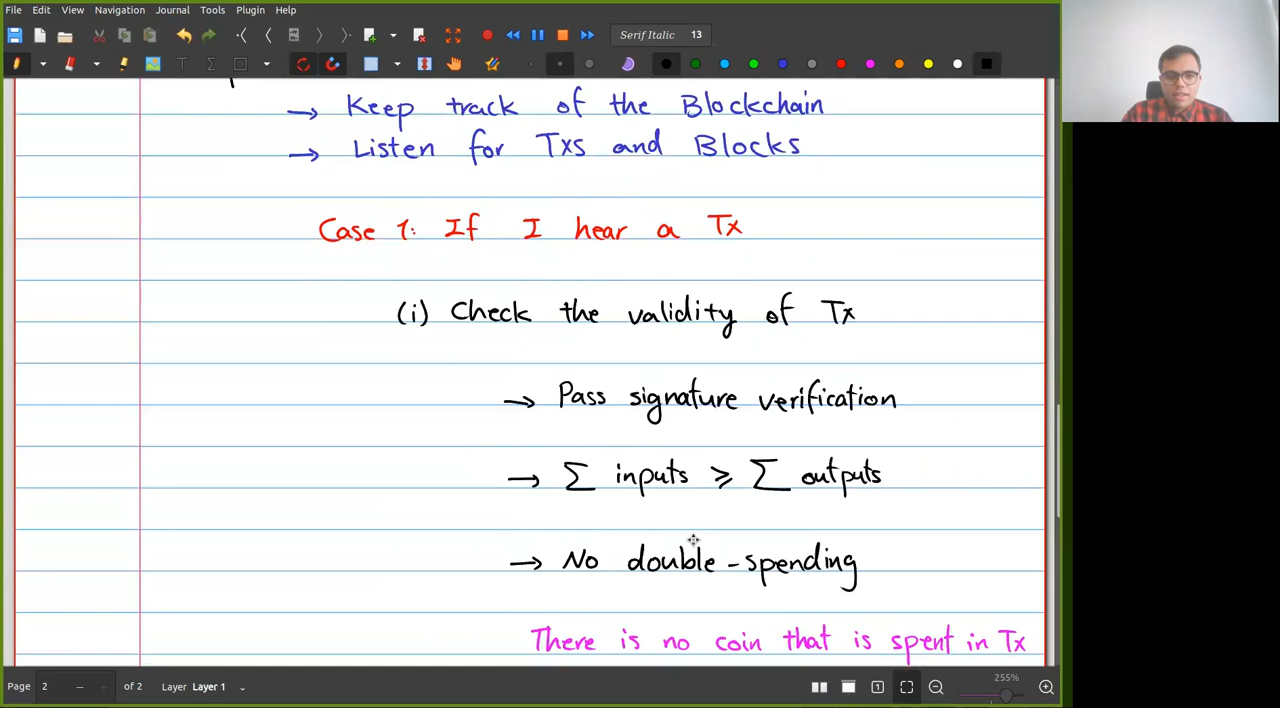 File Edit View Navigation Journal Tools Plugin Help
Serif Italic 13
→ Keep track of the Blockchain
→ Listen for Txs and Blocks
Case 1: If I hear a Tx
(i) Check the validity of Tx
→ Pass signature verification
→ ∑ inputs ⩾ ∑ outputs
→ No double-spending
There is no coin that is spent in Tx
Page 2 of 2 Layer Layer 1 255%